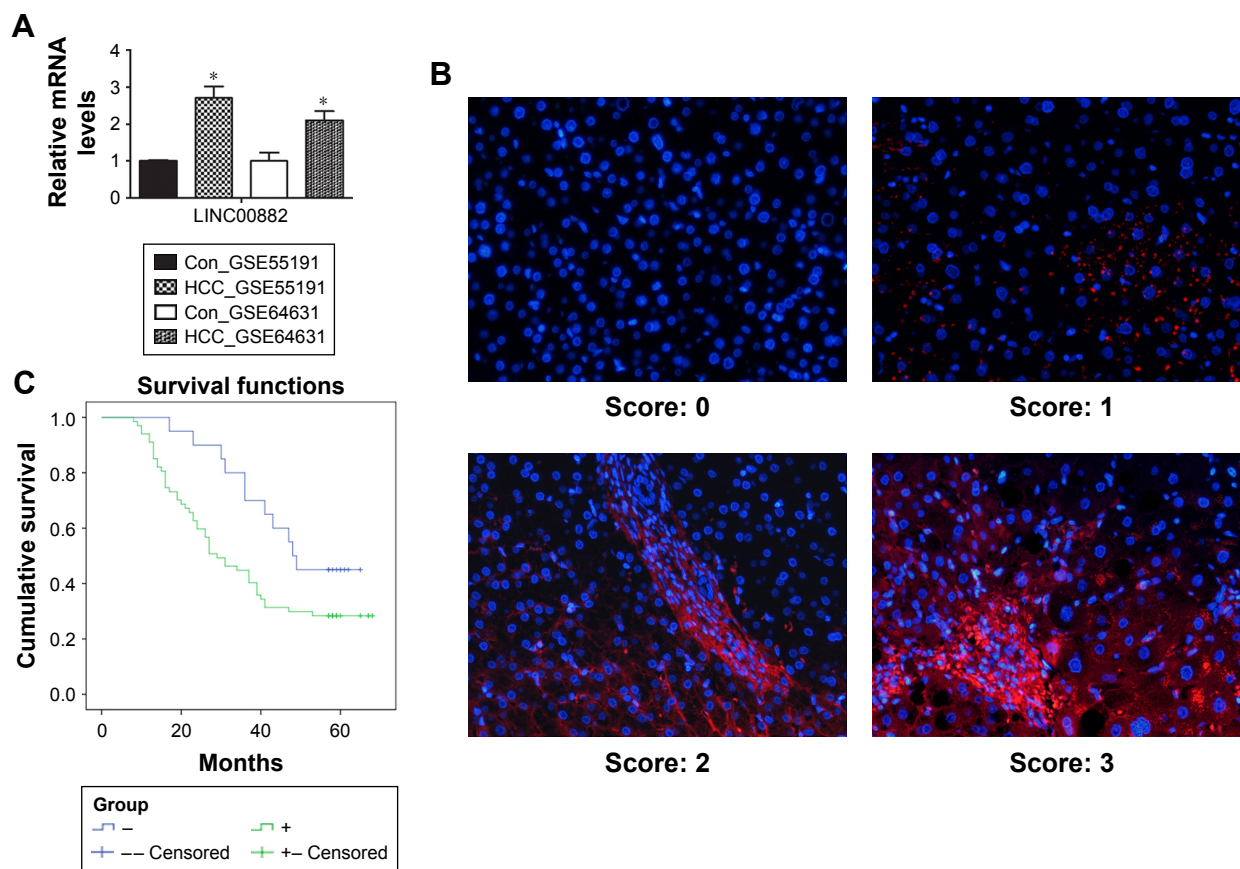 A
Relative mRNA
levels
4
3
2
1
0
*
*
LINC00882
Con_GSE55191
HCC_GSE55191
Con_GSE64631
HCC_GSE64631
B
Score: 0
Score: 1
Score: 2
Score: 3
C
Survival functions
Cumulative survival
1.0
0.8
0.6
0.4
0.2
0.0
0 20 40 60
Months
Group
– +
–– Censored +– Censored